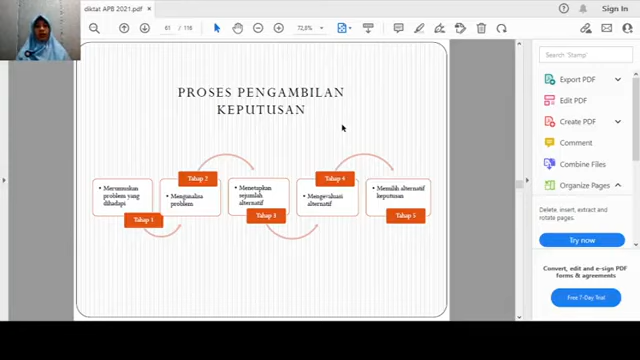 diktat APB 2021.pdf
Sign In
61 / 118
72,8%
PROSES PENGAMBILAN
KEPUTUSAN
• Merumuskan
problem yang
dihadapi
Tahap 1
Tahap 2
• Menganalisa
problem
• Menetapkan
sejumlah
alternatif
Tahap 3
Tahap 4
• Mengevaluasi
alternatif
• Memilih alternatif
keputusan
Tahap 5
Search 'Stamp'
Export PDF
Edit PDF
Create PDF
Comment
Combine Files
Organize Pages
Delete, insert, extract and
rotate pages.
Try now
Convert, edit and e-sign PDF
forms & agreements
Free 7-Day Trial